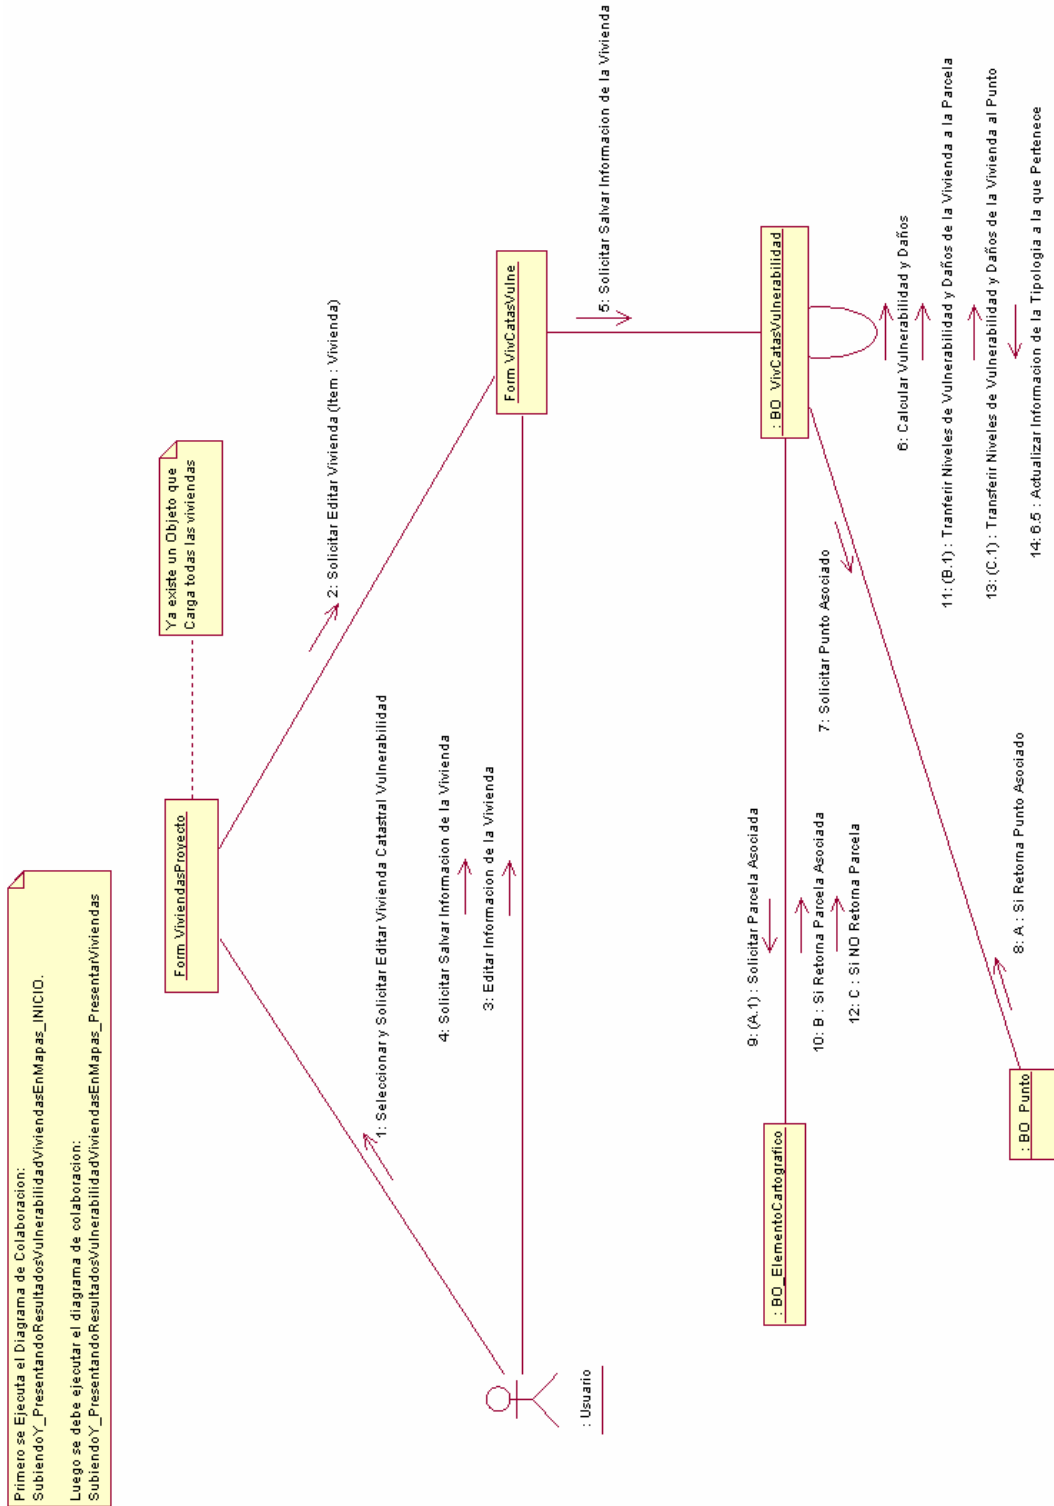 Primero se Ejecuta el Diagrama de Colaboracion:
SubiendoY_PresentandoResultadosVulnerabilidadViviendasEnMapas_INICIO.
Luego se debe ejecutar el diagrama de colaboracion:
SubiendoY_PresentandoResultadosVulnerabilidadViviendasEnMapas_PresentarViviendas
Ya existe un Objeto que
Carga todas las viviendas
Form ViviendasProyecto
2: Solicitar Editar Vivienda (Item : Vivienda)
1: Seleccionar y Solicitar Editar Vivienda Catastral Vulnerabilidad
4: Solicitar Salvar Informacion de la Vivienda
3: Editar Informacion de la Vivienda
: Usuario
Form VivCatasVulne
5: Solicitar Salvar Informacion de la Vivienda
: BO_VivCatasVulnerabilidad
: BO_ElementoCartografico
9: (A.1) : Solicitar Parcela Asociada
10: B : Si Retorna Parcela Asociada
12: C : Si NO Retorna Parcela
7: Solicitar Punto Asociado
6: Calcular Vulnerabilidad y Daños
11: (B.1) : Tranferir Niveles de Vulnerabilidad y Daños de la Vivienda a la Parcela
13: (C.1) : Transferir Niveles de Vulnerabilidad y Daños de la Vivienda al Punto
14: 6.5 : Actualizar Informacion de la Tipologia a la que Pertenece
8: A : Si Retorna Punto Asociado
: BO_Punto